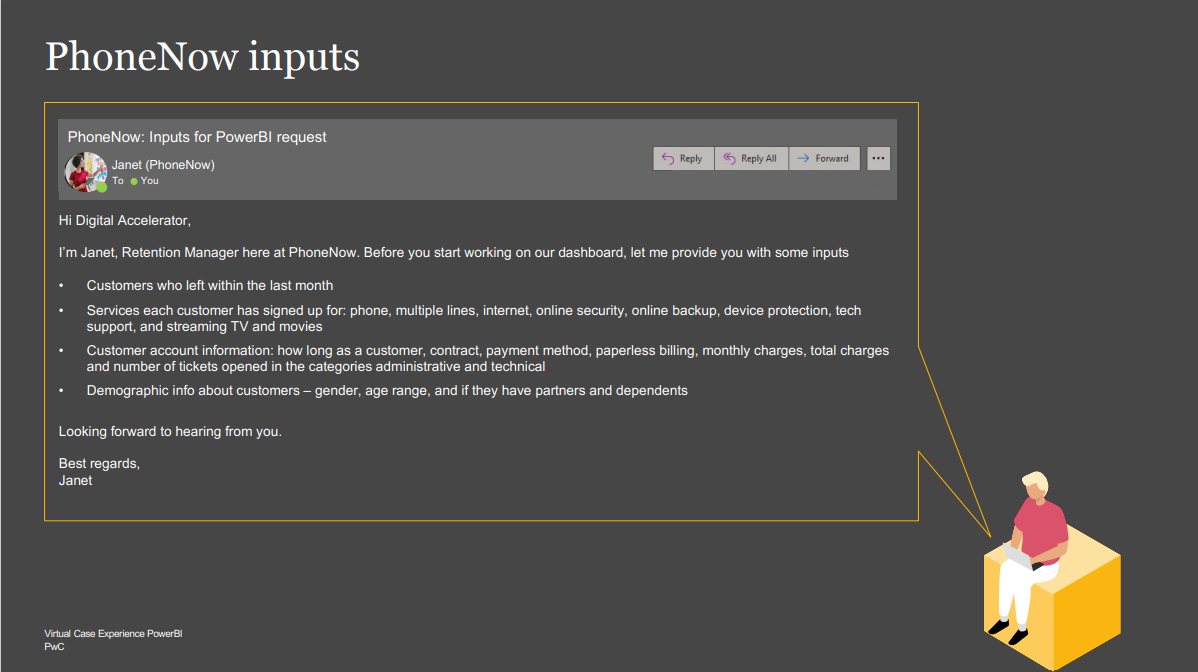 PhoneNow inputs
PhoneNow: Inputs for PowerBI request
Janet (PhoneNow)
To You
Reply Reply All Forward
Hi Digital Accelerator,
I'm Janet, Retention Manager here at PhoneNow. Before you start working on our dashboard, let me provide you with some inputs
• Customers who left within the last month
• Services each customer has signed up for: phone, multiple lines, internet, online security, online backup, device protection, tech
support, and streaming TV and movies
• Customer account information: how long as a customer, contract, payment method, paperless billing, monthly charges, total charges
and number of tickets opened in the categories administrative and technical
• Demographic info about customers – gender, age range, and if they have partners and dependents
Looking forward to hearing from you.
Best regards,
Janet
Virtual Case Experience PowerBI
PwC